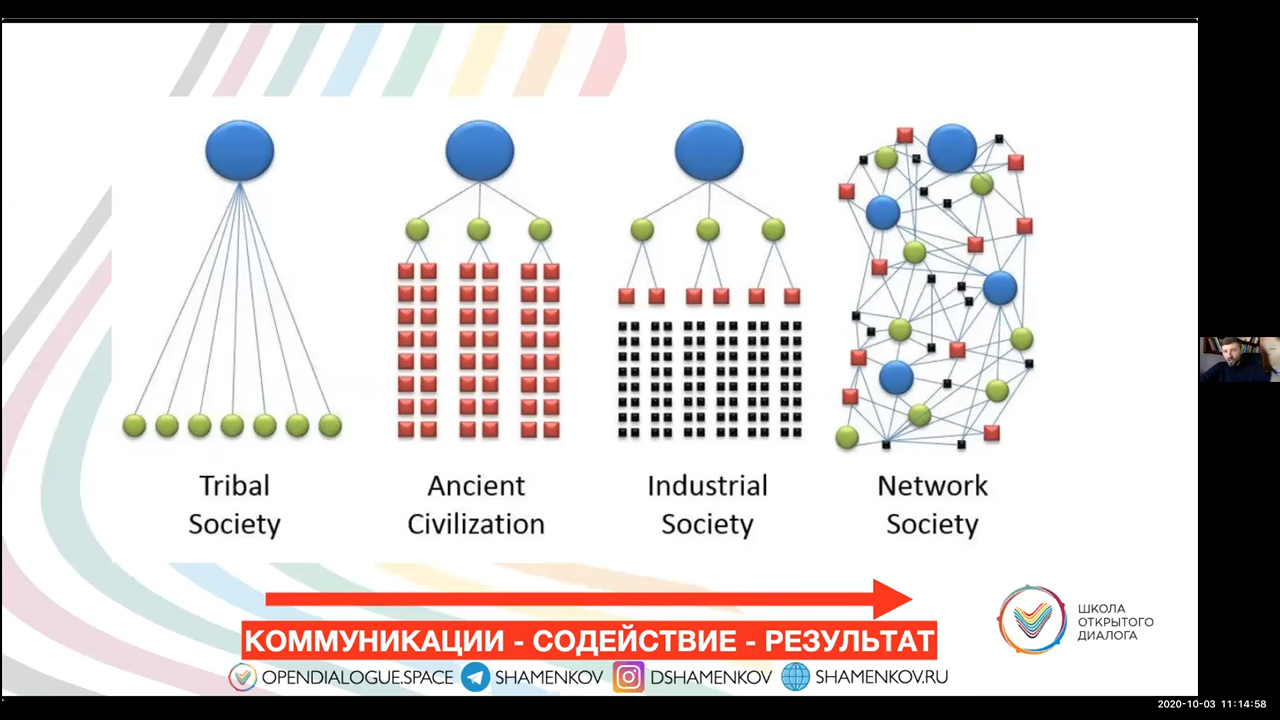 Tribal
Society
Ancient
Civilization
Industrial
Society
Network
Society
КОММУНИКАЦИИ - СОДЕЙСТВИЕ - РЕЗУЛЬТАТ
ШКОЛА
ОТКРЫТОГО
ДИАЛОГА
OPENDIALOGUE.SPACE SHAMENKOV DSHAMENKOV SHAMENKOV.RU
2020-10-03 11:14:58